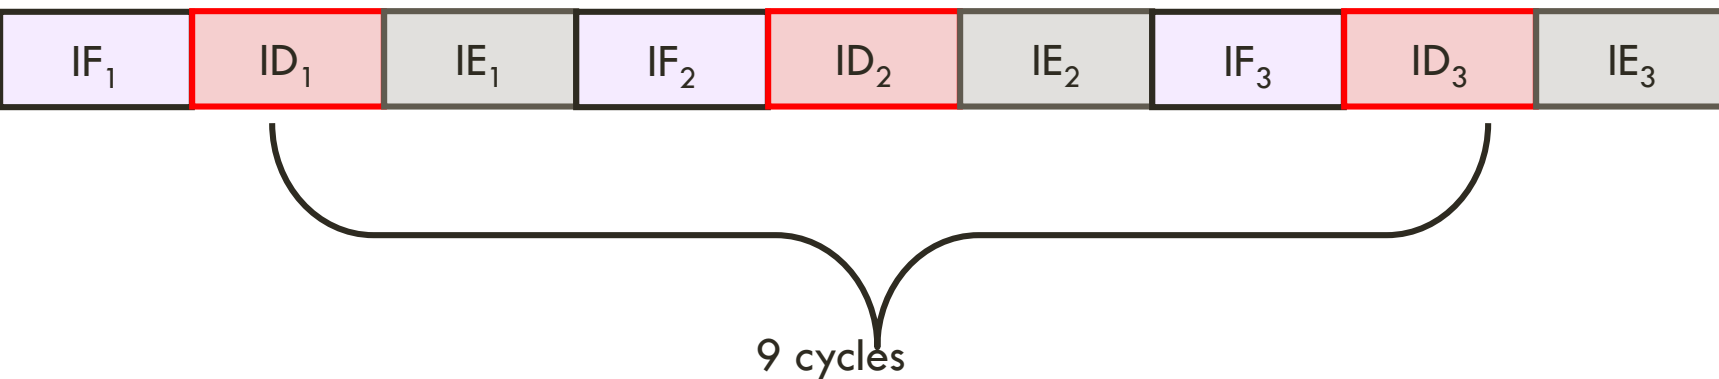 IF₁ ID₁ IE₁ IF₂ ID₂ IE₂ IF₃ ID₃ IE₃
9 cycles